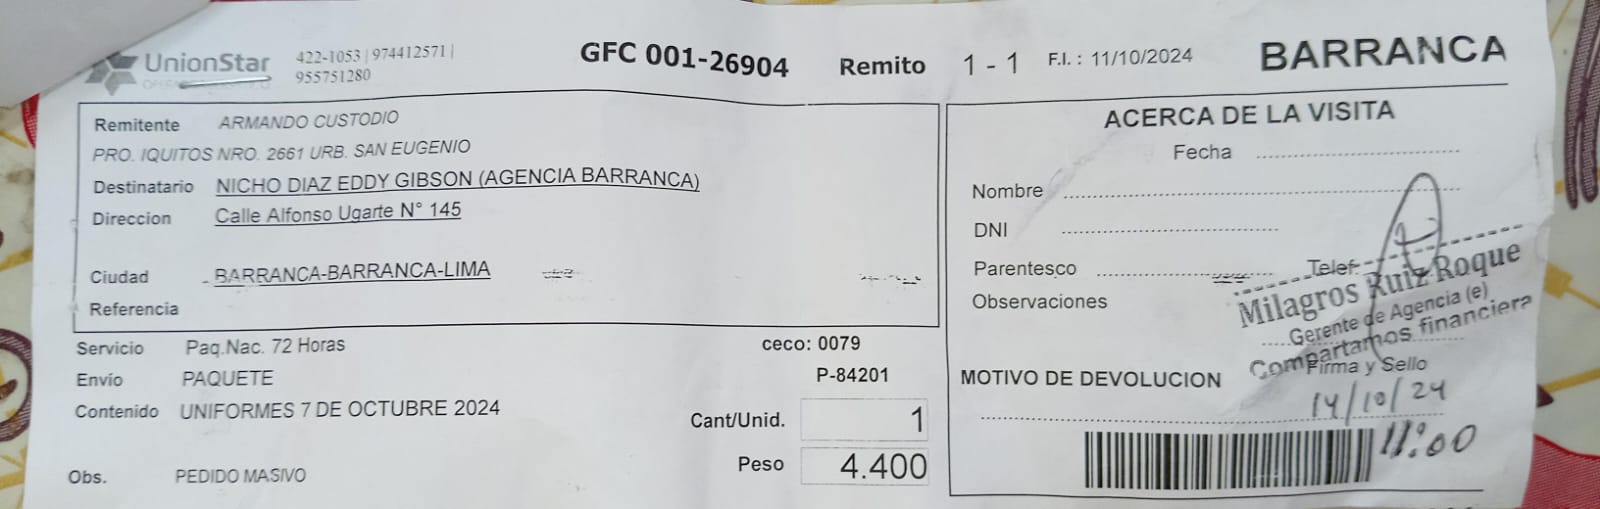 UnionStar
422-1053 | 974412571 |
955751280
GFC 001-26904 Remito 1 - 1 F.I. : 11/10/2024 BARRANCA
Remitente ARMANDO CUSTODIO
PRO. IQUITOS NRO. 2661 URB. SAN EUGENIO
Destinatario NICHO DIAZ EDDY GIBSON (AGENCIA BARRANCA)
Direccion Calle Alfonso Ugarte N° 145
Ciudad BARRANCA-BARRANCA-LIMA
Referencia
Servicio Paq.Nac. 72 Horas ceco: 0079
Envío PAQUETE P-84201
Contenido UNIFORMES 7 DE OCTUBRE 2024
Cant/Unid. 1
Peso 4.400
Obs. PEDIDO MASIVO
ACERCA DE LA VISITA
Fecha
Nombre
DNI
Parentesco Telef.
Observaciones
Milagros Ruiz Roque
Gerente de Agencia (e)
Compartamos financiera
Firma y Sello
MOTIVO DE DEVOLUCION
14/10/24
11:00